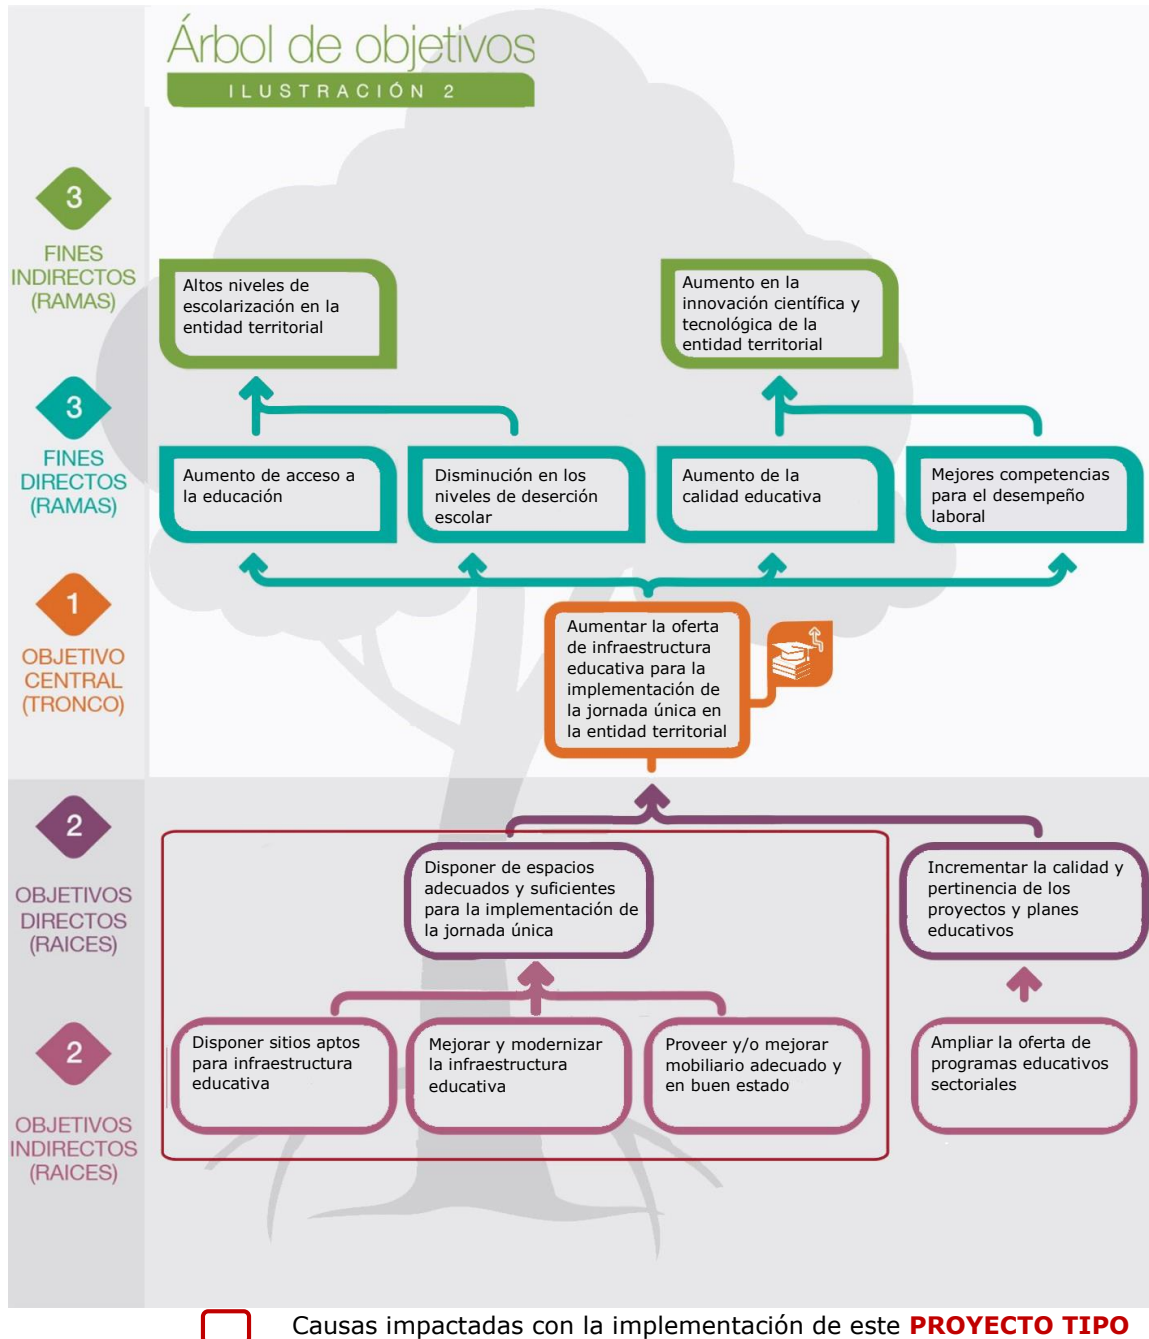 Árbol de objetivos
ILUSTRACIÓN 2
3
FINES
INDIRECTOS
(RAMAS)
Altos niveles de
escolarización en la
entidad territorial
Aumento en la
innovación científica y
tecnológica de la
entidad territorial
3
FINES
DIRECTOS
(RAMAS)
Aumento de acceso a
la educación
Disminución en los
niveles de deserción
escolar
Aumento de la
calidad educativa
Mejores competencias
para el desempeño
laboral
1
OBJETIVO
CENTRAL
(TRONCO)
Aumentar la oferta
de infraestructura
educativa para la
implementación de
la jornada única en
la entidad territorial
2
OBJETIVOS
DIRECTOS
(RAICES)
Disponer de espacios
adecuados y suficientes
para la implementación de
la jornada única
Incrementar la calidad y
pertinencia de los
proyectos y planes
educativos
2
OBJETIVOS
INDIRECTOS
(RAICES)
Disponer sitios aptos
para infraestructura
educativa
Mejorar y modernizar
la infraestructura
educativa
Proveer y/o mejorar
mobiliario adecuado y
en buen estado
Ampliar la oferta de
programas educativos
sectoriales
Causas impactadas con la implementación de este PROYECTO TIPO